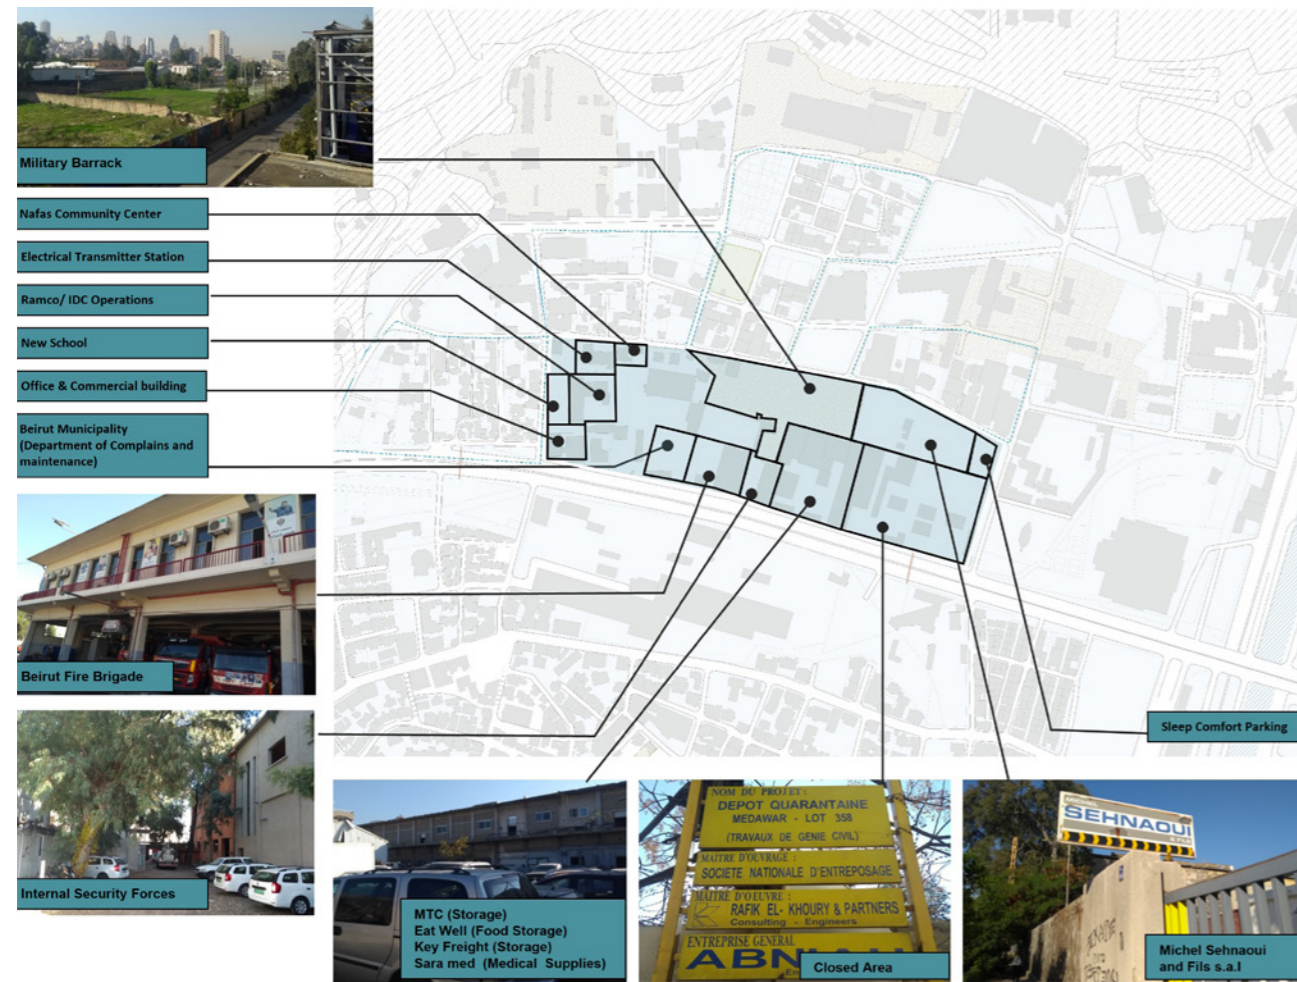 Military Barrack
Nafas Community Center
Electrical Transmitter Station
Ramco/ IDC Operations
New School
Office & Commercial building
Beirut Municipality
(Department of Complains and
maintenance)
Beirut Fire Brigade
Internal Security Forces
Sleep Comfort Parking
MTC (Storage)
Eat Well (Food Storage)
Key Freight (Storage)
Sara med (Medical Supplies)
NOM DU PROJET:
DEPOT QUARANTAINE
MEDAWAR - LOT 358
(TRAVAUX DE GENIE CIVIL)
MAITRE D'OUVRAGE :
SOCIETE NATIONALE D'ENTREPOSAGE
MAITRE D'OEUVRE :
RAFIK EL-KHOURY & PARTNERS
Consulting - Engineers
ENTREPRISE GENERAL
Closed Area
MICHEL
SEHNAOUI
& FILS
Michel Sehnaoui
and Fils s.a.l